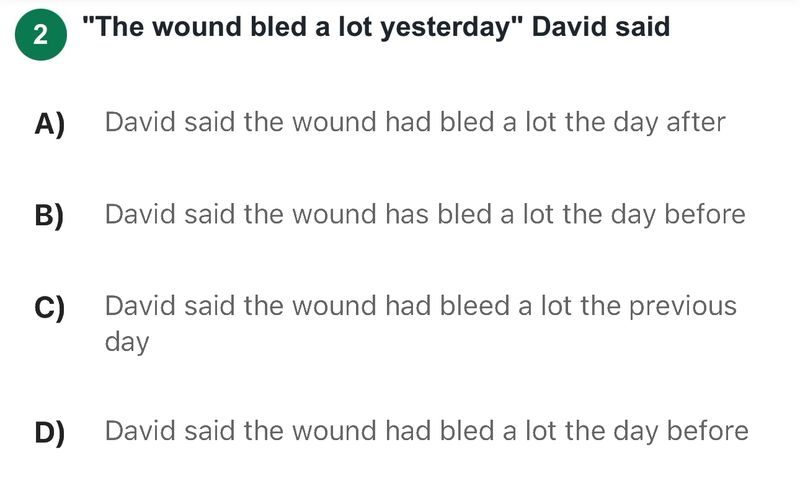 2 "The wound bled a lot yesterday" David said
A) David said the wound had bled a lot the day after
B) David said the wound has bled a lot the day before
C) David said the wound had bleed a lot the previous
day
D) David said the wound had bled a lot the day before